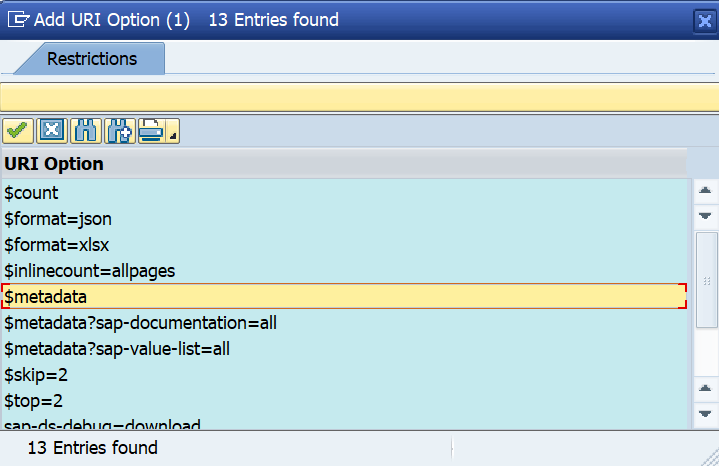 Add URI Option (1)   13 Entries found
Restrictions
URI Option
$count
$format=json
$format=xlsx
$inlinecount=allpages
$metadata
$metadata?sap-documentation=all
$metadata?sap-value-list=all
$skip=2
$top=2
sap-ds-debug=download
13 Entries found